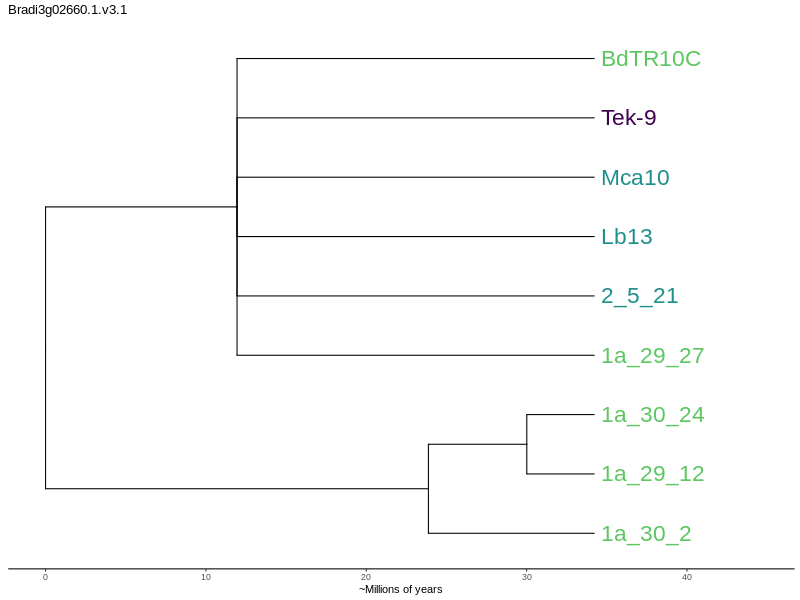 Bradi3g02660.1.v3.1
BdTR10C
Tek-9
Mca10
Lb13
2_5_21
1a_29_27
1a_30_24
1a_29_12
1a_30_2
0 10 20 30 40
~Millions of years